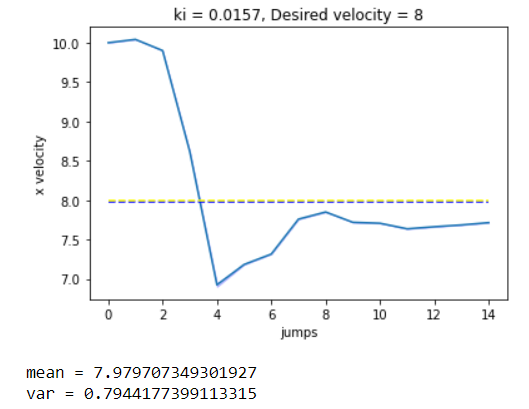 ki = 0.0157, Desired velocity = 8
10.0
9.5
9.0
8.5
8.0
7.5
7.0
x velocity
0 2 4 6 8 10 12 14
jumps
mean = 7.979707349301927
var = 0.7944177399113315